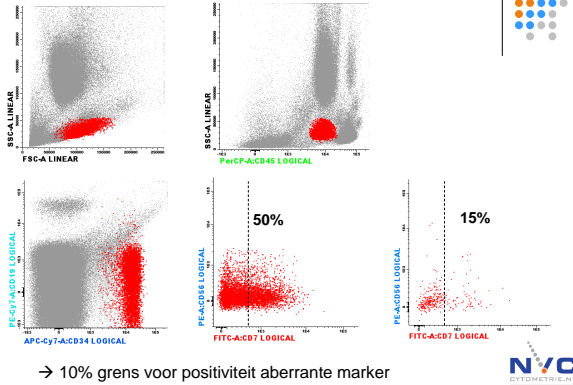 SSC-A LINEAR
FSC-A LINEAR
SSC-A LINEAR
PerCP-A:CD45 LOGICAL
PE-Cy7-A:CD19 LOGICAL
APC-Cy7-A:CD34 LOGICAL
50%
PE-A:CD56 LOGICAL
FITC-A:CD7 LOGICAL
15%
PE-A:CD56 LOGICAL
FITC-A:CD7 LOGICAL
→ 10% grens voor positiviteit aberrante marker
NVC
CYTOMETRIE.N